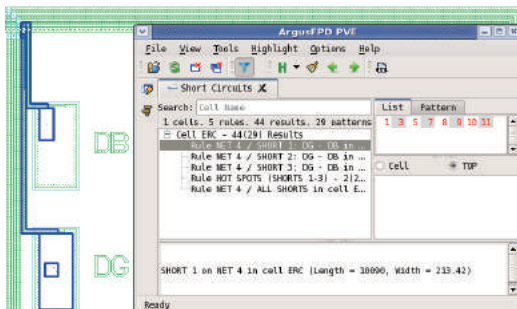 ArgusFPD PVE
File View Tools Highlight Options Help
Short Circuits
Search: Cell Name
1 cells. 5 rules. 44 results. 29 patterns
Cell ERC - 44(29) Results
Rule NET 4 / SHORT 1: DG - DB in ...
Rule NET 4 / SHORT 2: DG - DB in ...
Rule NET 4 / SHORT 3: DG - DB in ...
Rule HOT SPOTS (SHORTS 1-3) - 2(2...
Rule NET 4 / ALL SHORTS in cell E...
List Pattern
1 3 5 7 8 9 10 11
Cell TOP
SHORT 1 on NET 4 in cell ERC (Length = 10090, Width = 213.42)
Ready
DB
DG